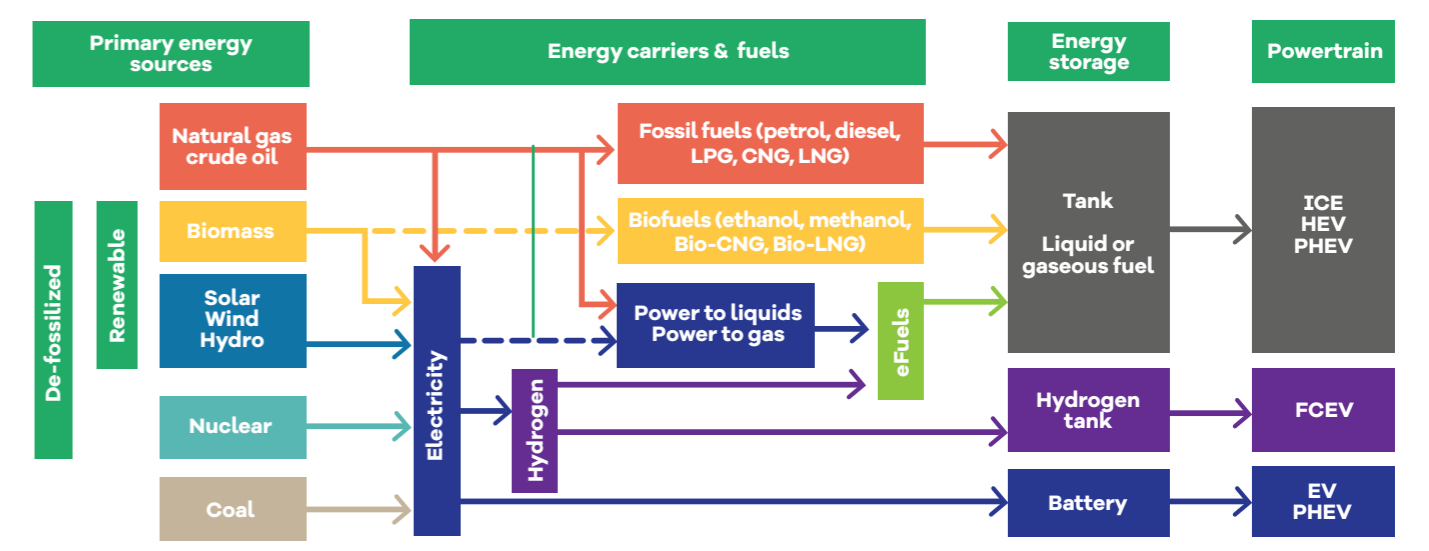 Primary energy
sources
Energy carriers & fuels
Energy
storage
Powertrain
Natural gas
crude oil
Fossil fuels (petrol, diesel,
LPG, CNG, LNG)
Biomass
Biofuels (ethanol, methanol,
Bio-CNG, Bio-LNG)
Tank
Liquid or
gaseous fuel
ICE
HEV
PHEV
De-fossilized
Renewable
Solar
Wind
Hydro
Power to liquids
Power to gas
eFuels
Electricity
Hydrogen
Hydrogen
tank
FCEV
Nuclear
Coal
Battery
EV
PHEV